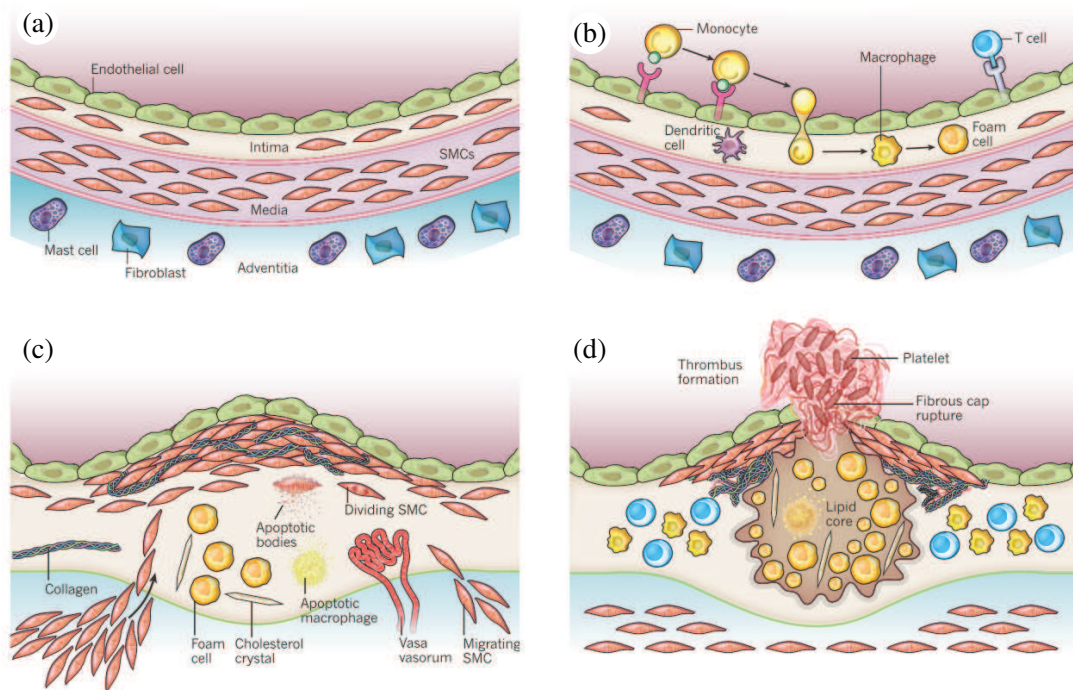 (a)
Endothelial cell
Intima
SMCs
Media
Mast cell
Fibroblast
Adventitia
(b)
Monocyte
T cell
Macrophage
Dendritic
cell
Foam
cell
(c)
Apoptotic
bodies
Dividing SMC
Collagen
Apoptotic
macrophage
Foam
cell
Cholesterol
crystal
Vasa
vasorum
Migrating
SMC
(d)
Thrombus
formation
Platelet
Fibrous cap
rupture
Lipid
core